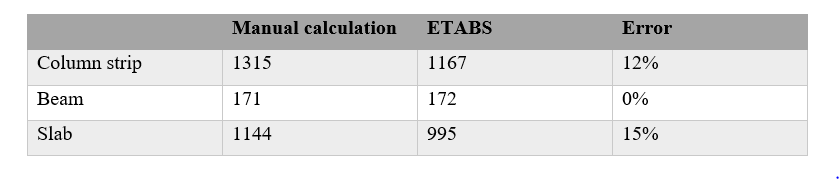 Manual calculation ETABS Error
Column strip 1315 1167 12%
Beam 171 172 0%
Slab 1144 995 15%
.